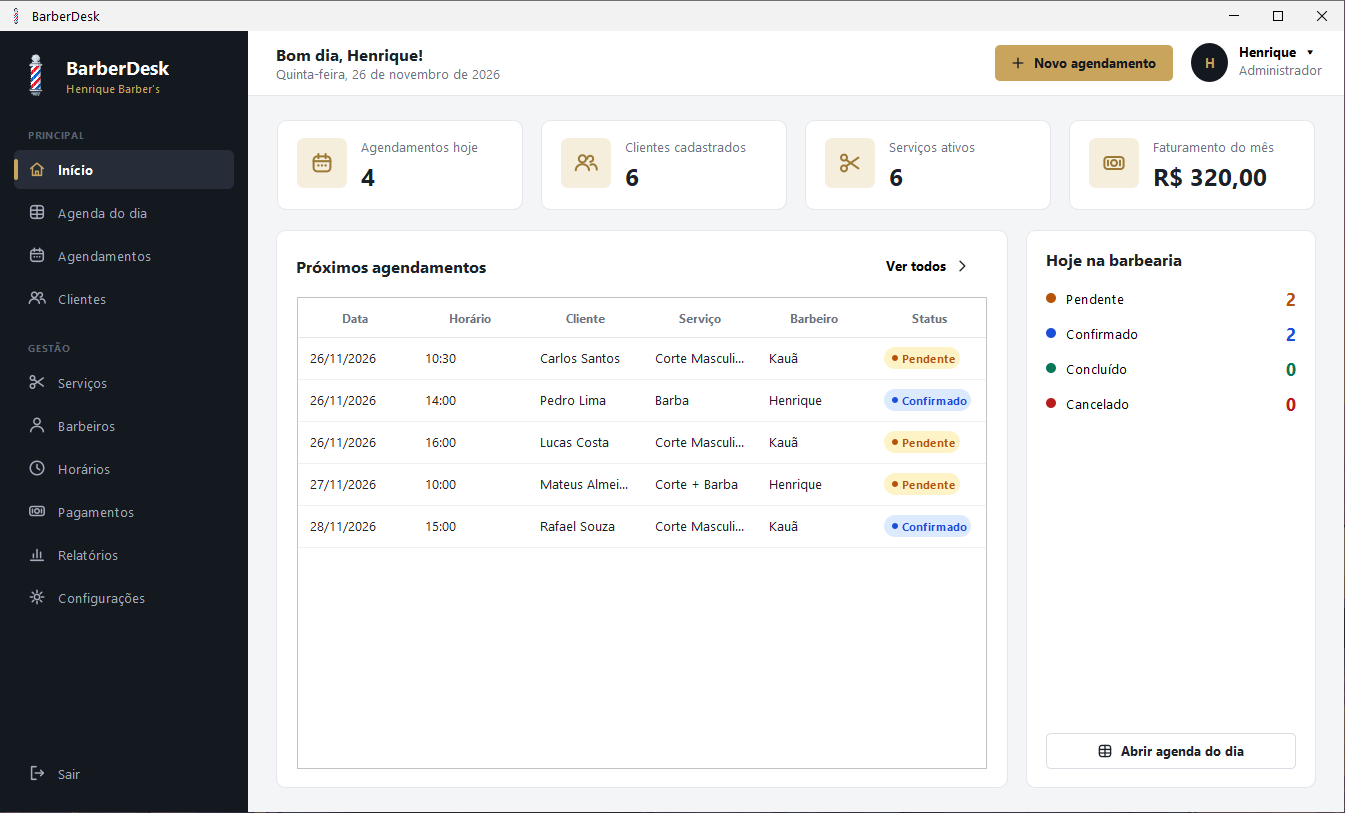 BarberDesk
BarberDesk
Henrique Barber's
PRINCIPAL
Início
Agenda do dia
Agendamentos
Clientes
GESTÃO
Serviços
Barbeiros
Horários
Pagamentos
Relatórios
Configurações
Sair
Bom dia, Henrique!
Quinta-feira, 26 de novembro de 2026
Novo agendamento
H
Henrique
Administrador
Agendamentos hoje
4
Clientes cadastrados
6
Serviços ativos
6
Faturamento do mês
R$ 320,00
Próximos agendamentos
Ver todos
Data Horário Cliente Serviço Barbeiro Status
26/11/2026 10:30 Carlos Santos Corte Masculi... Kauã Pendente
26/11/2026 14:00 Pedro Lima Barba Henrique Confirmado
26/11/2026 16:00 Lucas Costa Corte Masculi... Kauã Pendente
27/11/2026 10:00 Mateus Almei... Corte + Barba Henrique Pendente
28/11/2026 15:00 Rafael Souza Corte Masculi... Kauã Confirmado
Hoje na barbearia
Pendente 2
Confirmado 2
Concluído 0
Cancelado 0
Abrir agenda do dia